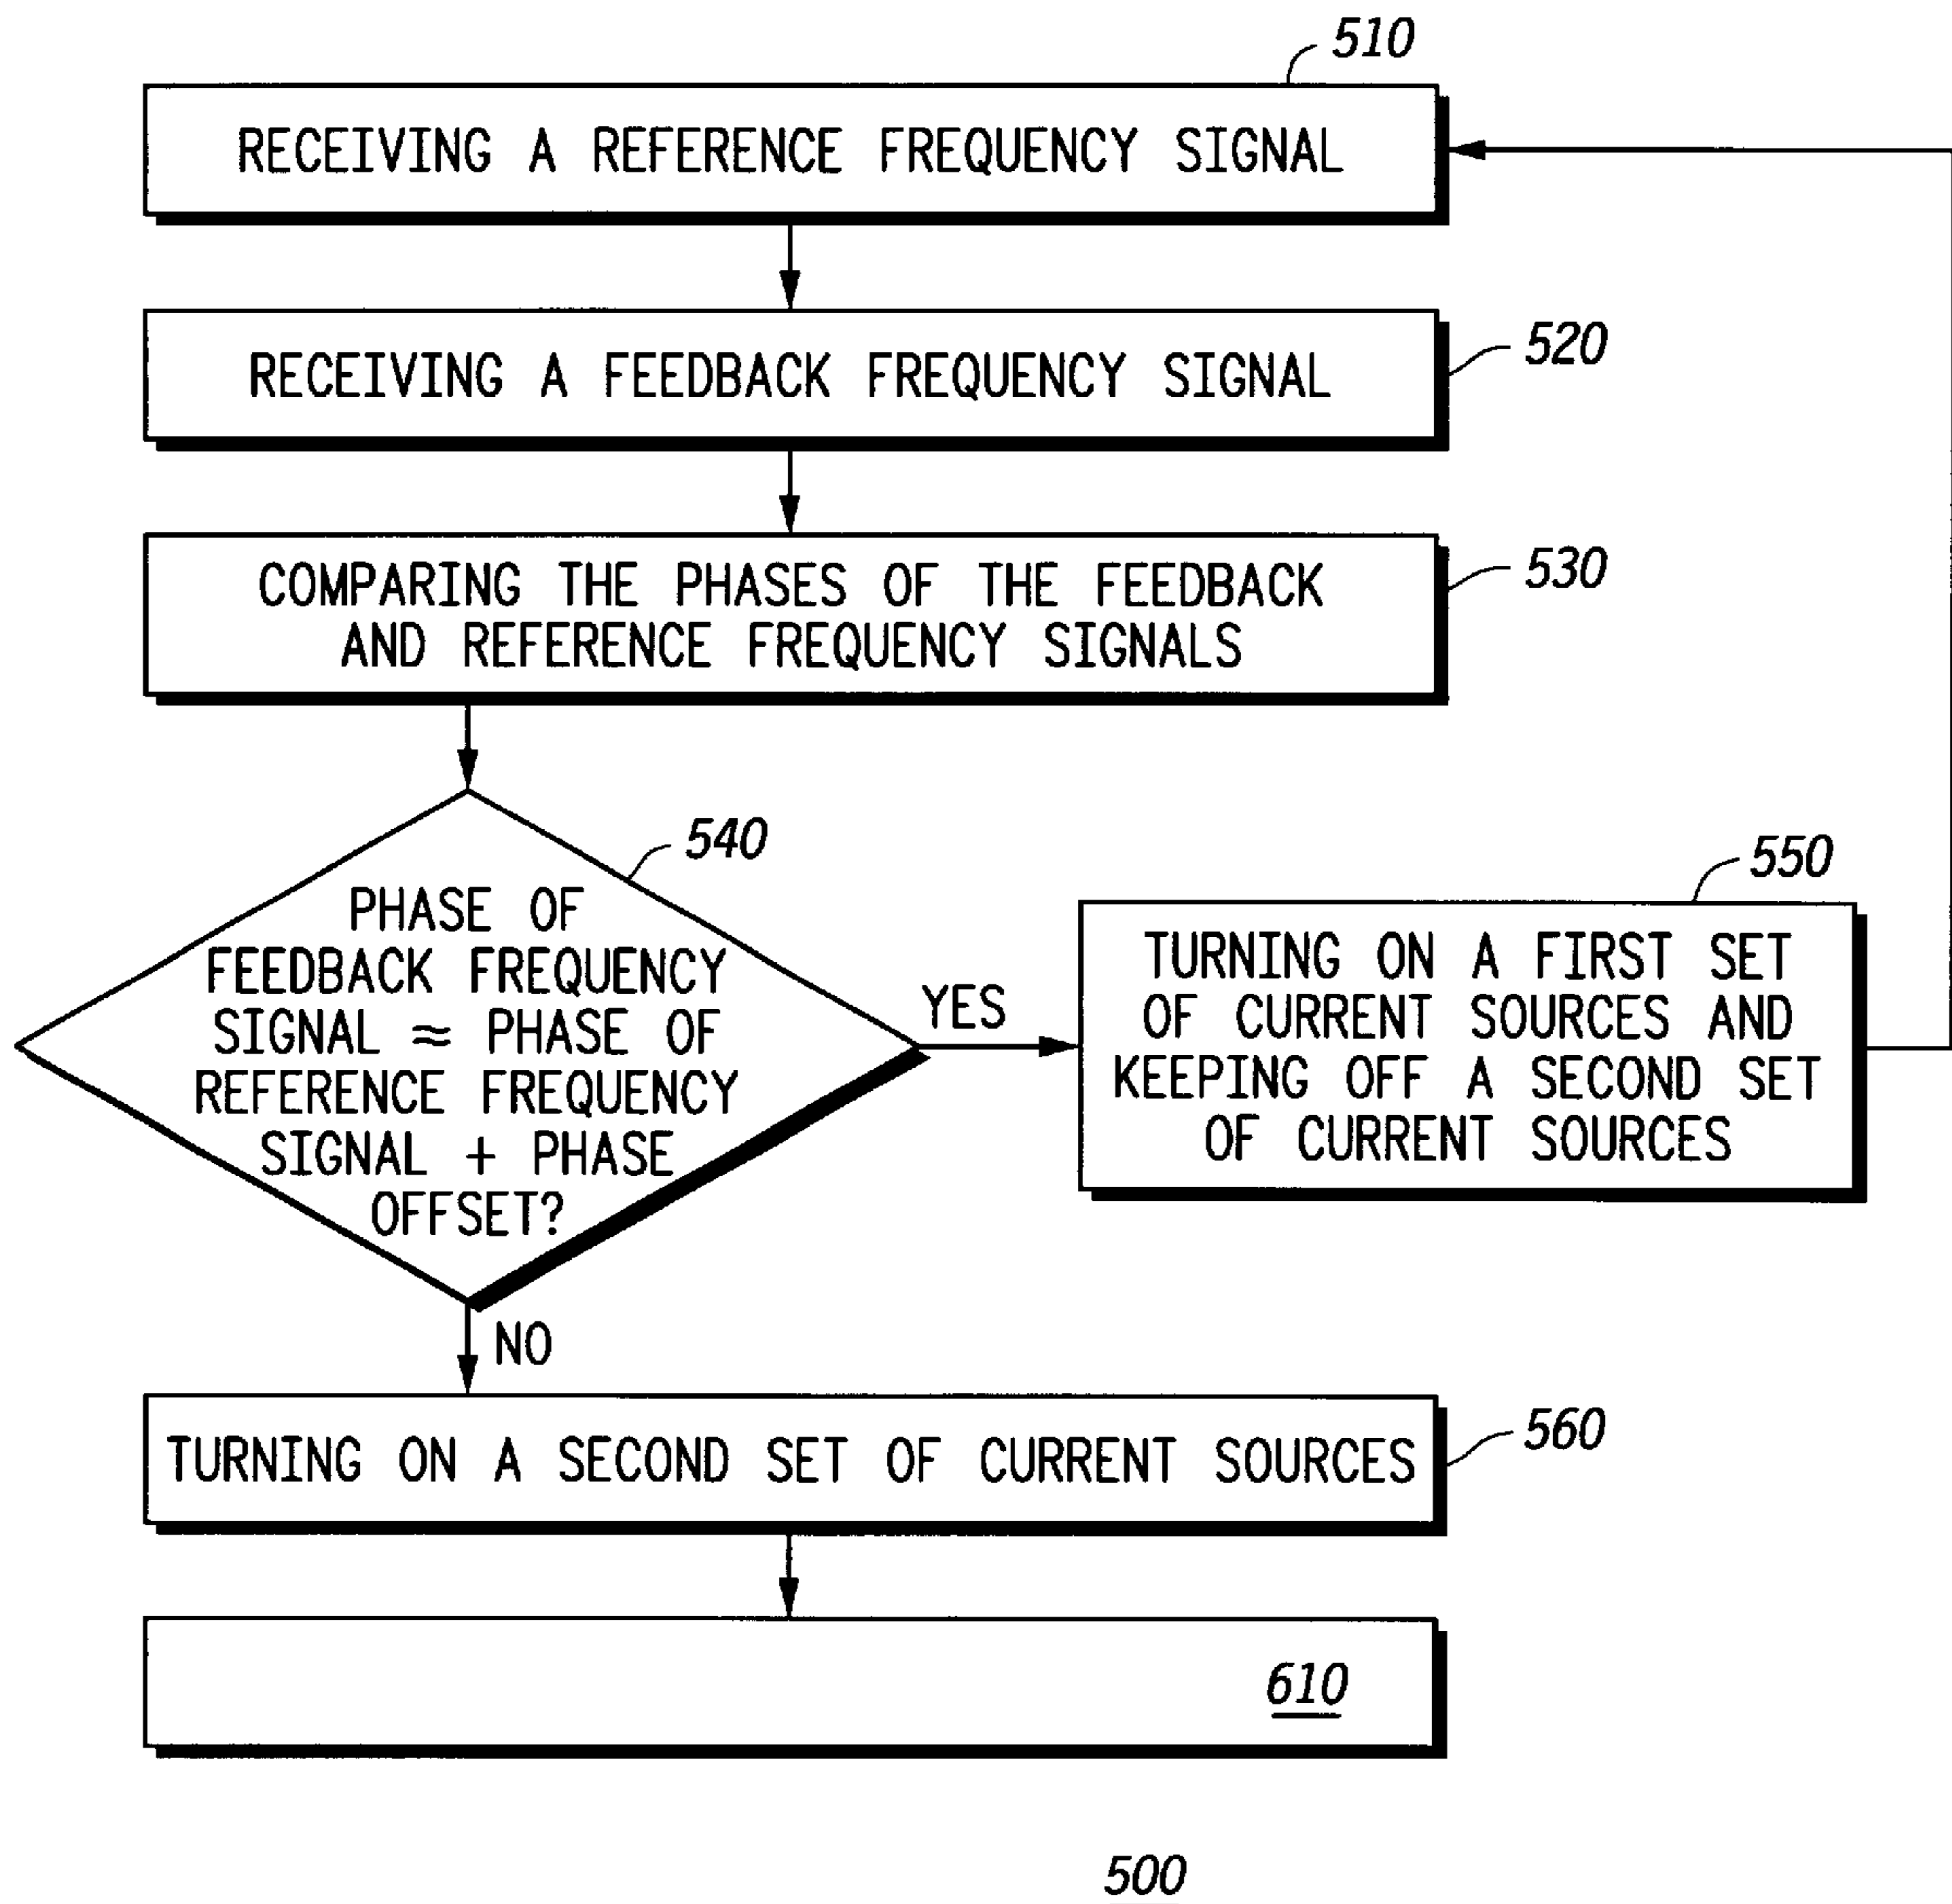 510
RECEIVING A REFERENCE FREQUENCY SIGNAL
RECEIVING A FEEDBACK FREQUENCY SIGNAL
520
COMPARING THE PHASES OF THE FEEDBACK
AND REFERENCE FREQUENCY SIGNALS
530
540
PHASE OF
FEEDBACK FREQUENCY
SIGNAL ≈ PHASE OF
REFERENCE FREQUENCY
SIGNAL + PHASE
OFFSET?
YES
550
TURNING ON A FIRST SET
OF CURRENT SOURCES AND
KEEPING OFF A SECOND SET
OF CURRENT SOURCES
NO
TURNING ON A SECOND SET OF CURRENT SOURCES
560
610
500